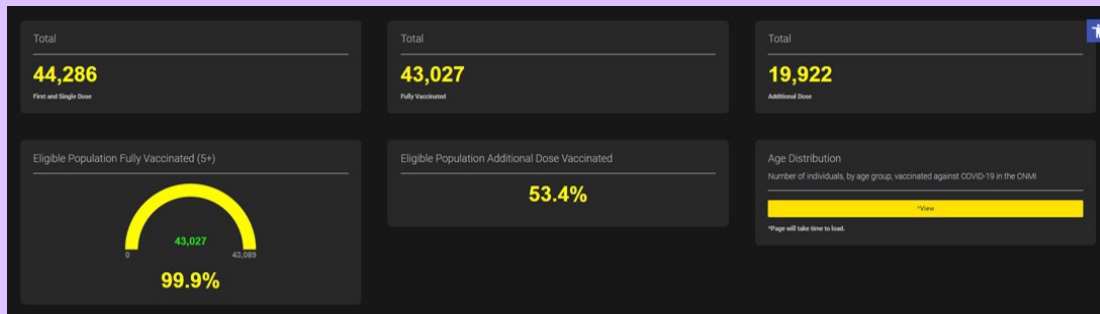 Total
44,286
First and Single Dose
Total
43,027
Fully Vaccinated
Total
19,922
Additional Dose
Eligible Population Fully Vaccinated (5+)
43,027
0
43,089
99.9%
Eligible Population Additional Dose Vaccinated
53.4%
Age Distribution
Number of individuals, by age group, vaccinated against COVID-19 in the CNMI
*View
*Page will take time to load.